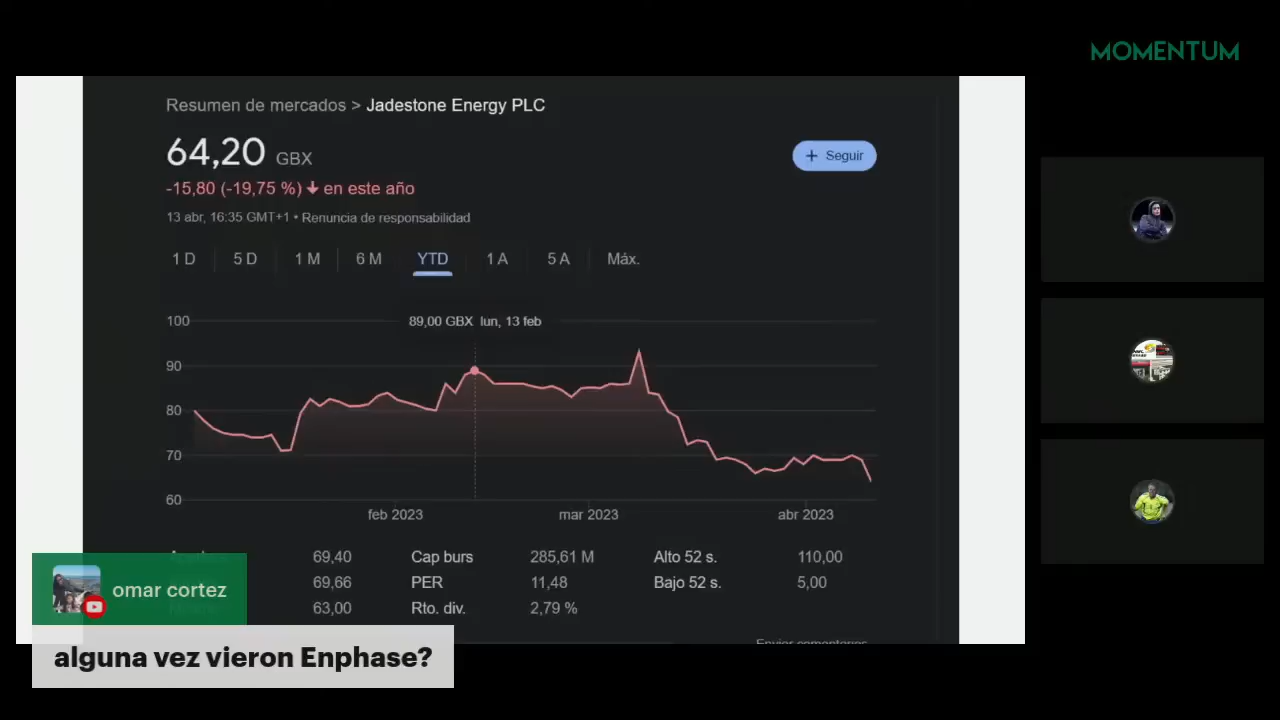 MOMENTUM
Resumen de mercados > Jadestone Energy PLC
64,20 GBX
+ Seguir
-15,80 (-19,75 %) ↓ en este año
13 abr, 16:35 GMT+1 • Renuncia de responsabilidad
1 D 5 D 1 M 6 M YTD 1 A 5 A Máx.
89,00 GBX lun, 13 feb
100
90
80
70
60
feb 2023 mar 2023 abr 2023
69,40 Cap burs 285,61 M Alto 52 s. 110,00
69,66 PER 11,48 Bajo 52 s. 5,00
63,00 Rto. div. 2,79 %
Enviar comentarios
omar cortez
alguna vez vieron Enphase?